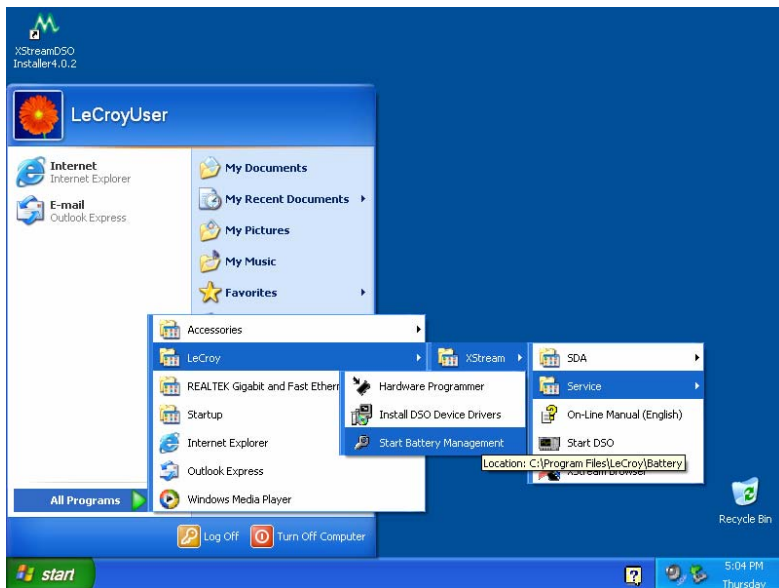 XStreamDSO
Installer4.0.2
LeCroyUser
Internet
Internet Explorer
E-mail
Outlook Express
My Documents
My Recent Documents
My Pictures
My Music
Favorites
Accessories
LeCroy
REALTEK Gigabit and Fast Ethern
Startup
Internet Explorer
Outlook Express
Windows Media Player
XStream
Hardware Programmer
Install DSO Device Drivers
Start Battery Management
SDA
Service
On-Line Manual (English)
Start DSO
Location: C:\Program Files\LeCroy\Battery
XStream Browser
All Programs
Log Off
Turn Off Computer
Recycle Bin
start
5:04 PM
Thursday